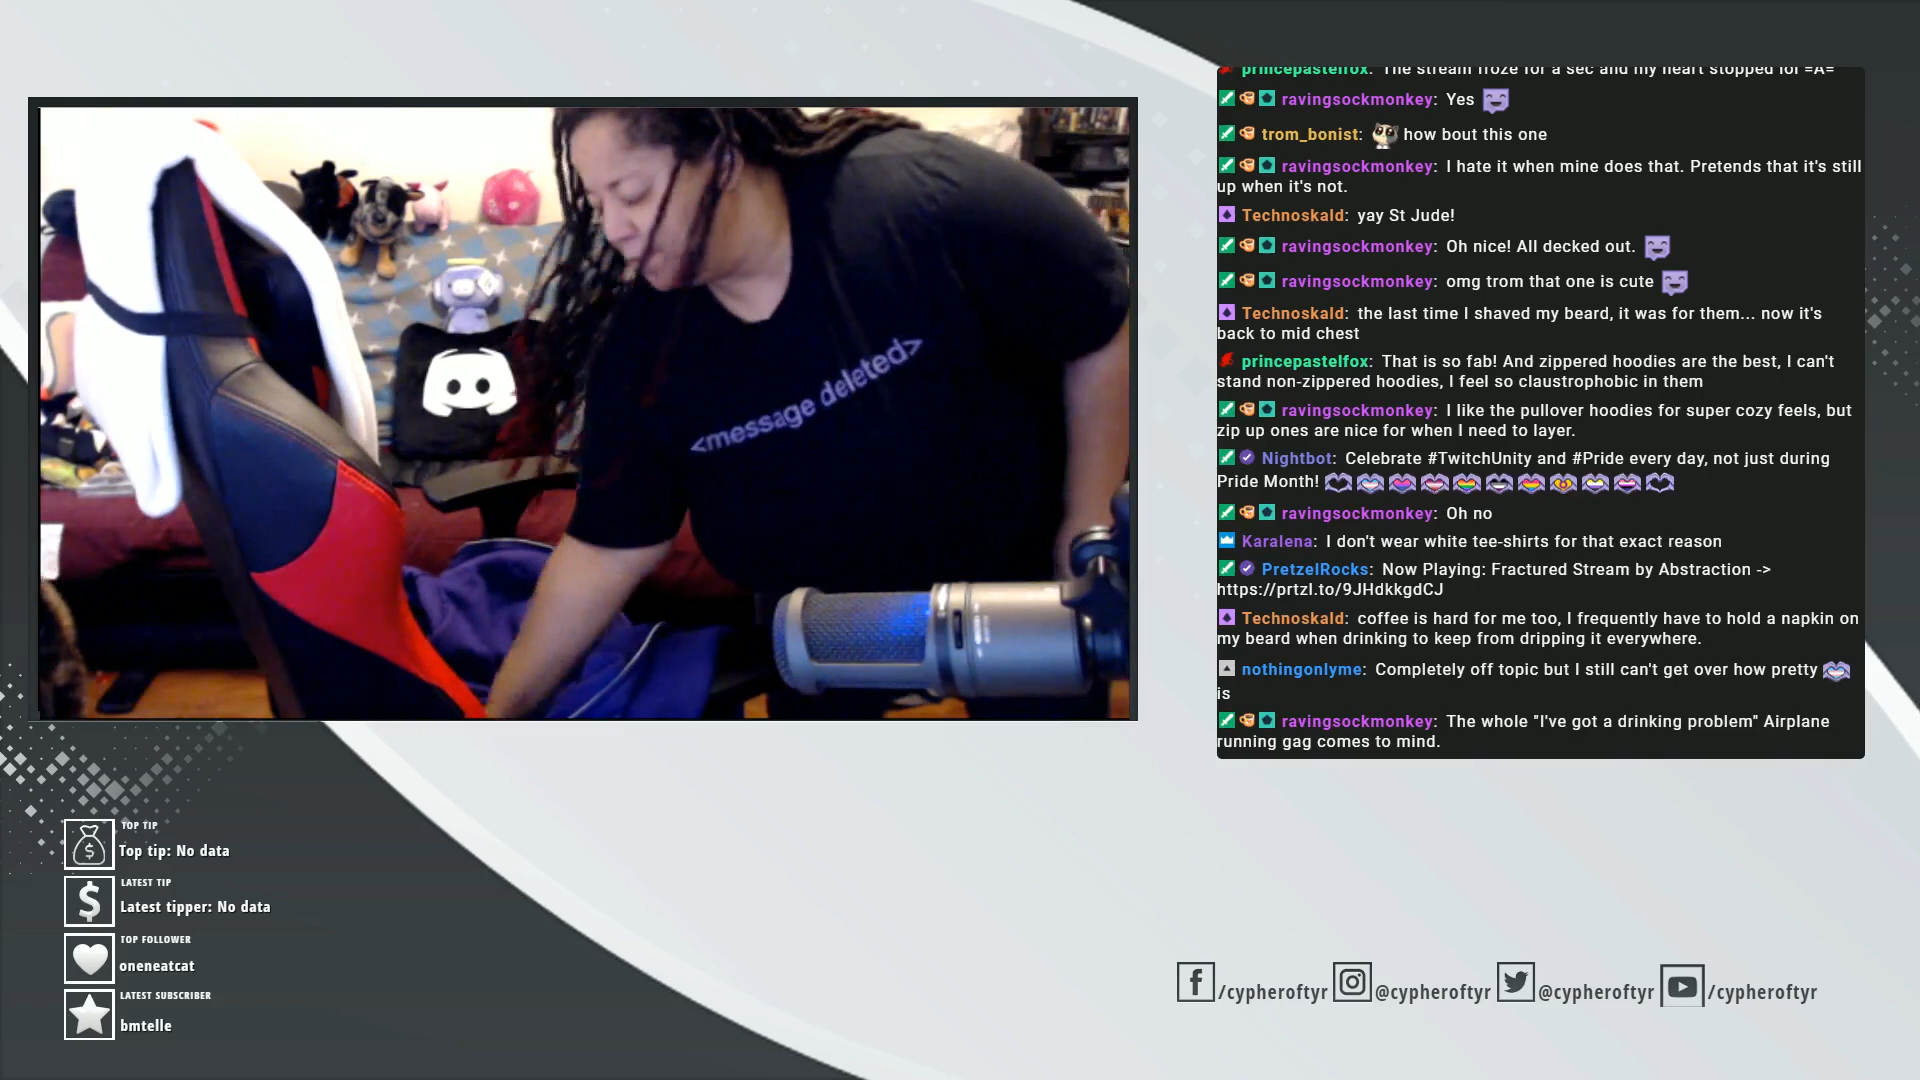 princepastelfox: The stream froze for a sec and my heart stopped lol =A=
ravingsockmonkey: Yes
trom_bonist: how bout this one
ravingsockmonkey: I hate it when mine does that. Pretends that it's still
up when it's not.
Technoskald: yay St Jude!
ravingsockmonkey: Oh nice! All decked out.
ravingsockmonkey: omg trom that one is cute
Technoskald: the last time I shaved my beard, it was for them... now it's
back to mid chest
princepastelfox: That is so fab! And zippered hoodies are the best, I can't
stand non-zippered hoodies, I feel so claustrophobic in them
ravingsockmonkey: I like the pullover hoodies for super cozy feels, but
zip up ones are nice for when I need to layer.
Nightbot: Celebrate #TwitchUnity and #Pride every day, not just during
Pride Month!
ravingsockmonkey: Oh no
Karalena: I don't wear white tee-shirts for that exact reason
PretzelRocks: Now Playing: Fractured Stream by Abstraction ->
https://prtzl.to/9JHdkkgdCJ
Technoskald: coffee is hard for me too, I frequently have to hold a napkin on
my beard when drinking to keep from dripping it everywhere.
nothingonlyme: Completely off topic but I still can't get over how pretty
is
ravingsockmonkey: The whole "I've got a drinking problem" Airplane
running gag comes to mind.
<message deleted>
TOP TIP
Top tip: No data
LATEST TIP
Latest tipper: No data
TOP FOLLOWER
oneneatcat
LATEST SUBSCRIBER
bmtelle
/cypheroftyr @cypheroftyr @cypheroftyr /cypheroftyr